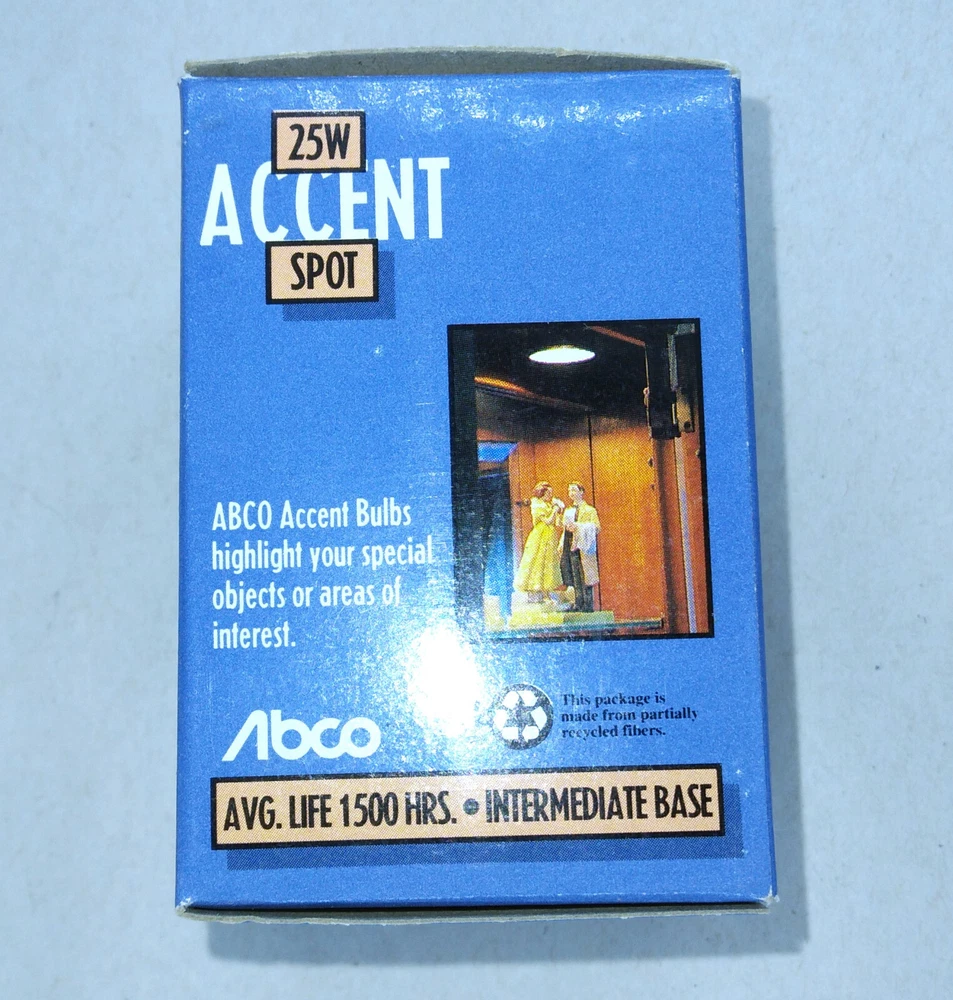 25W
ACCENT
SPOT
ABCO Accent Bulbs
highlight your special
objects or areas of
interest.
Abco
This package is
made from partially
recycled fibers.
AVG. LIFE 1500 HRS. • INTERMEDIATE BASE